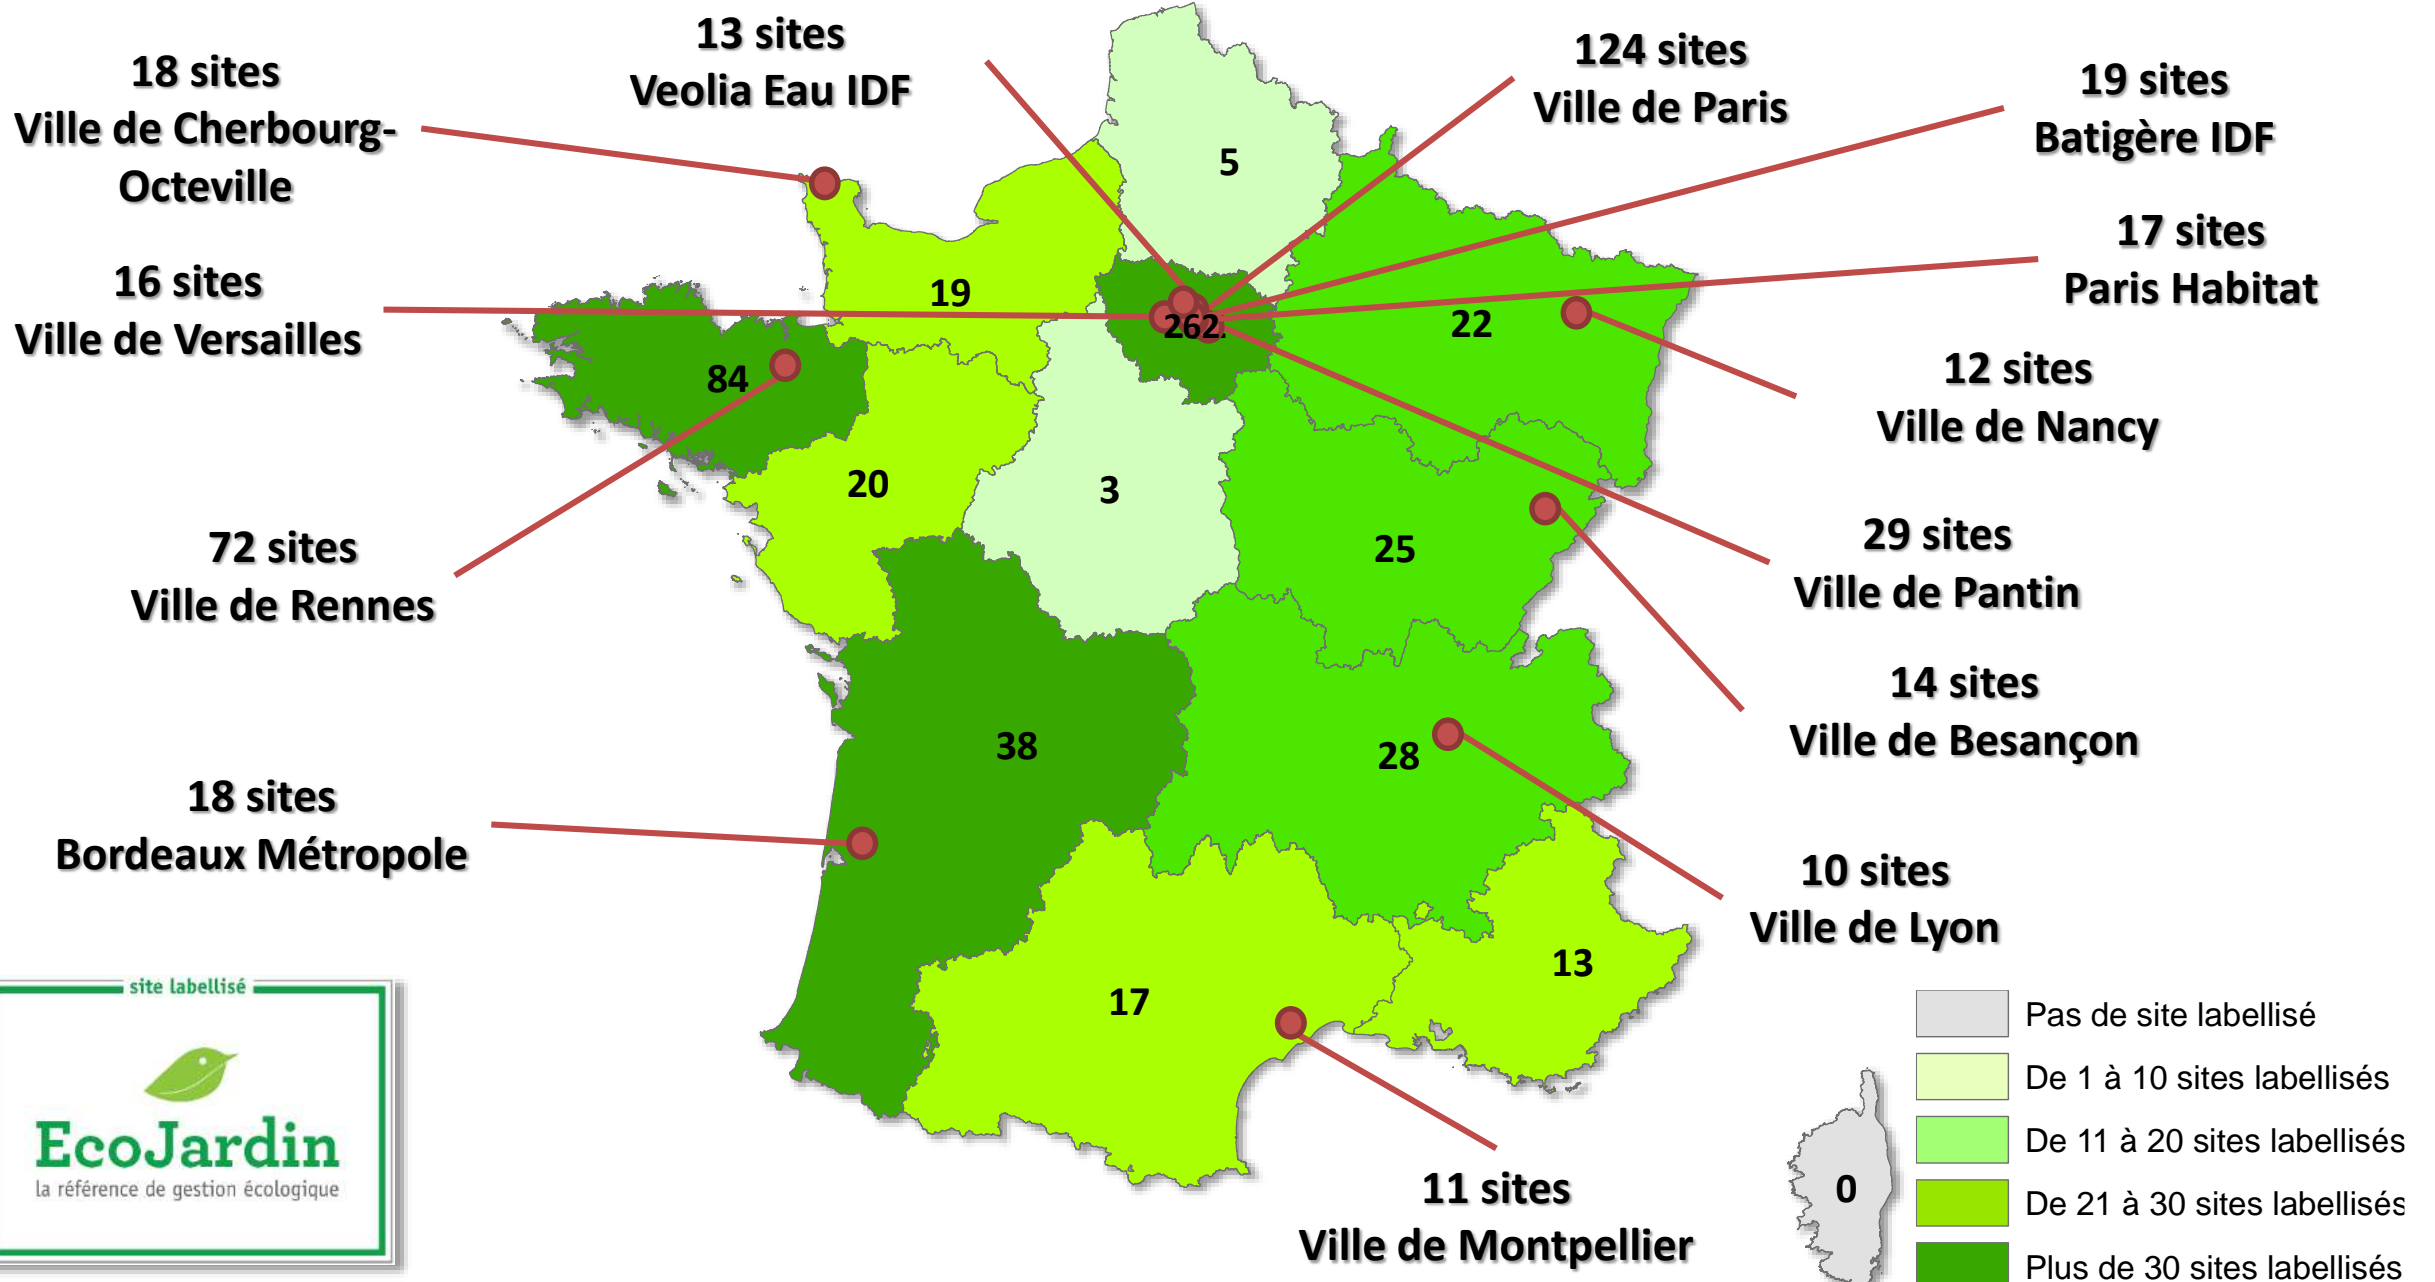 13 sites
Veolia Eau IDF
124 sites
Ville de Paris
18 sites
Ville de Cherbourg-
Octeville
19 sites
Batigère IDF
5
17 sites
Paris Habitat
16 sites
Ville de Versailles
19
262
22
84
12 sites
Ville de Nancy
20
3
25
72 sites
Ville de Rennes
29 sites
Ville de Pantin
14 sites
Ville de Besançon
38
28
18 sites
Bordeaux Métropole
10 sites
Ville de Lyon
17
13
site labellisé
EcoJardin
la référence de gestion écologique
11 sites
Ville de Montpellier
0
Pas de site labellisé
De 1 à 10 sites labellisés
De 11 à 20 sites labellisés
De 21 à 30 sites labellisés
Plus de 30 sites labellisés